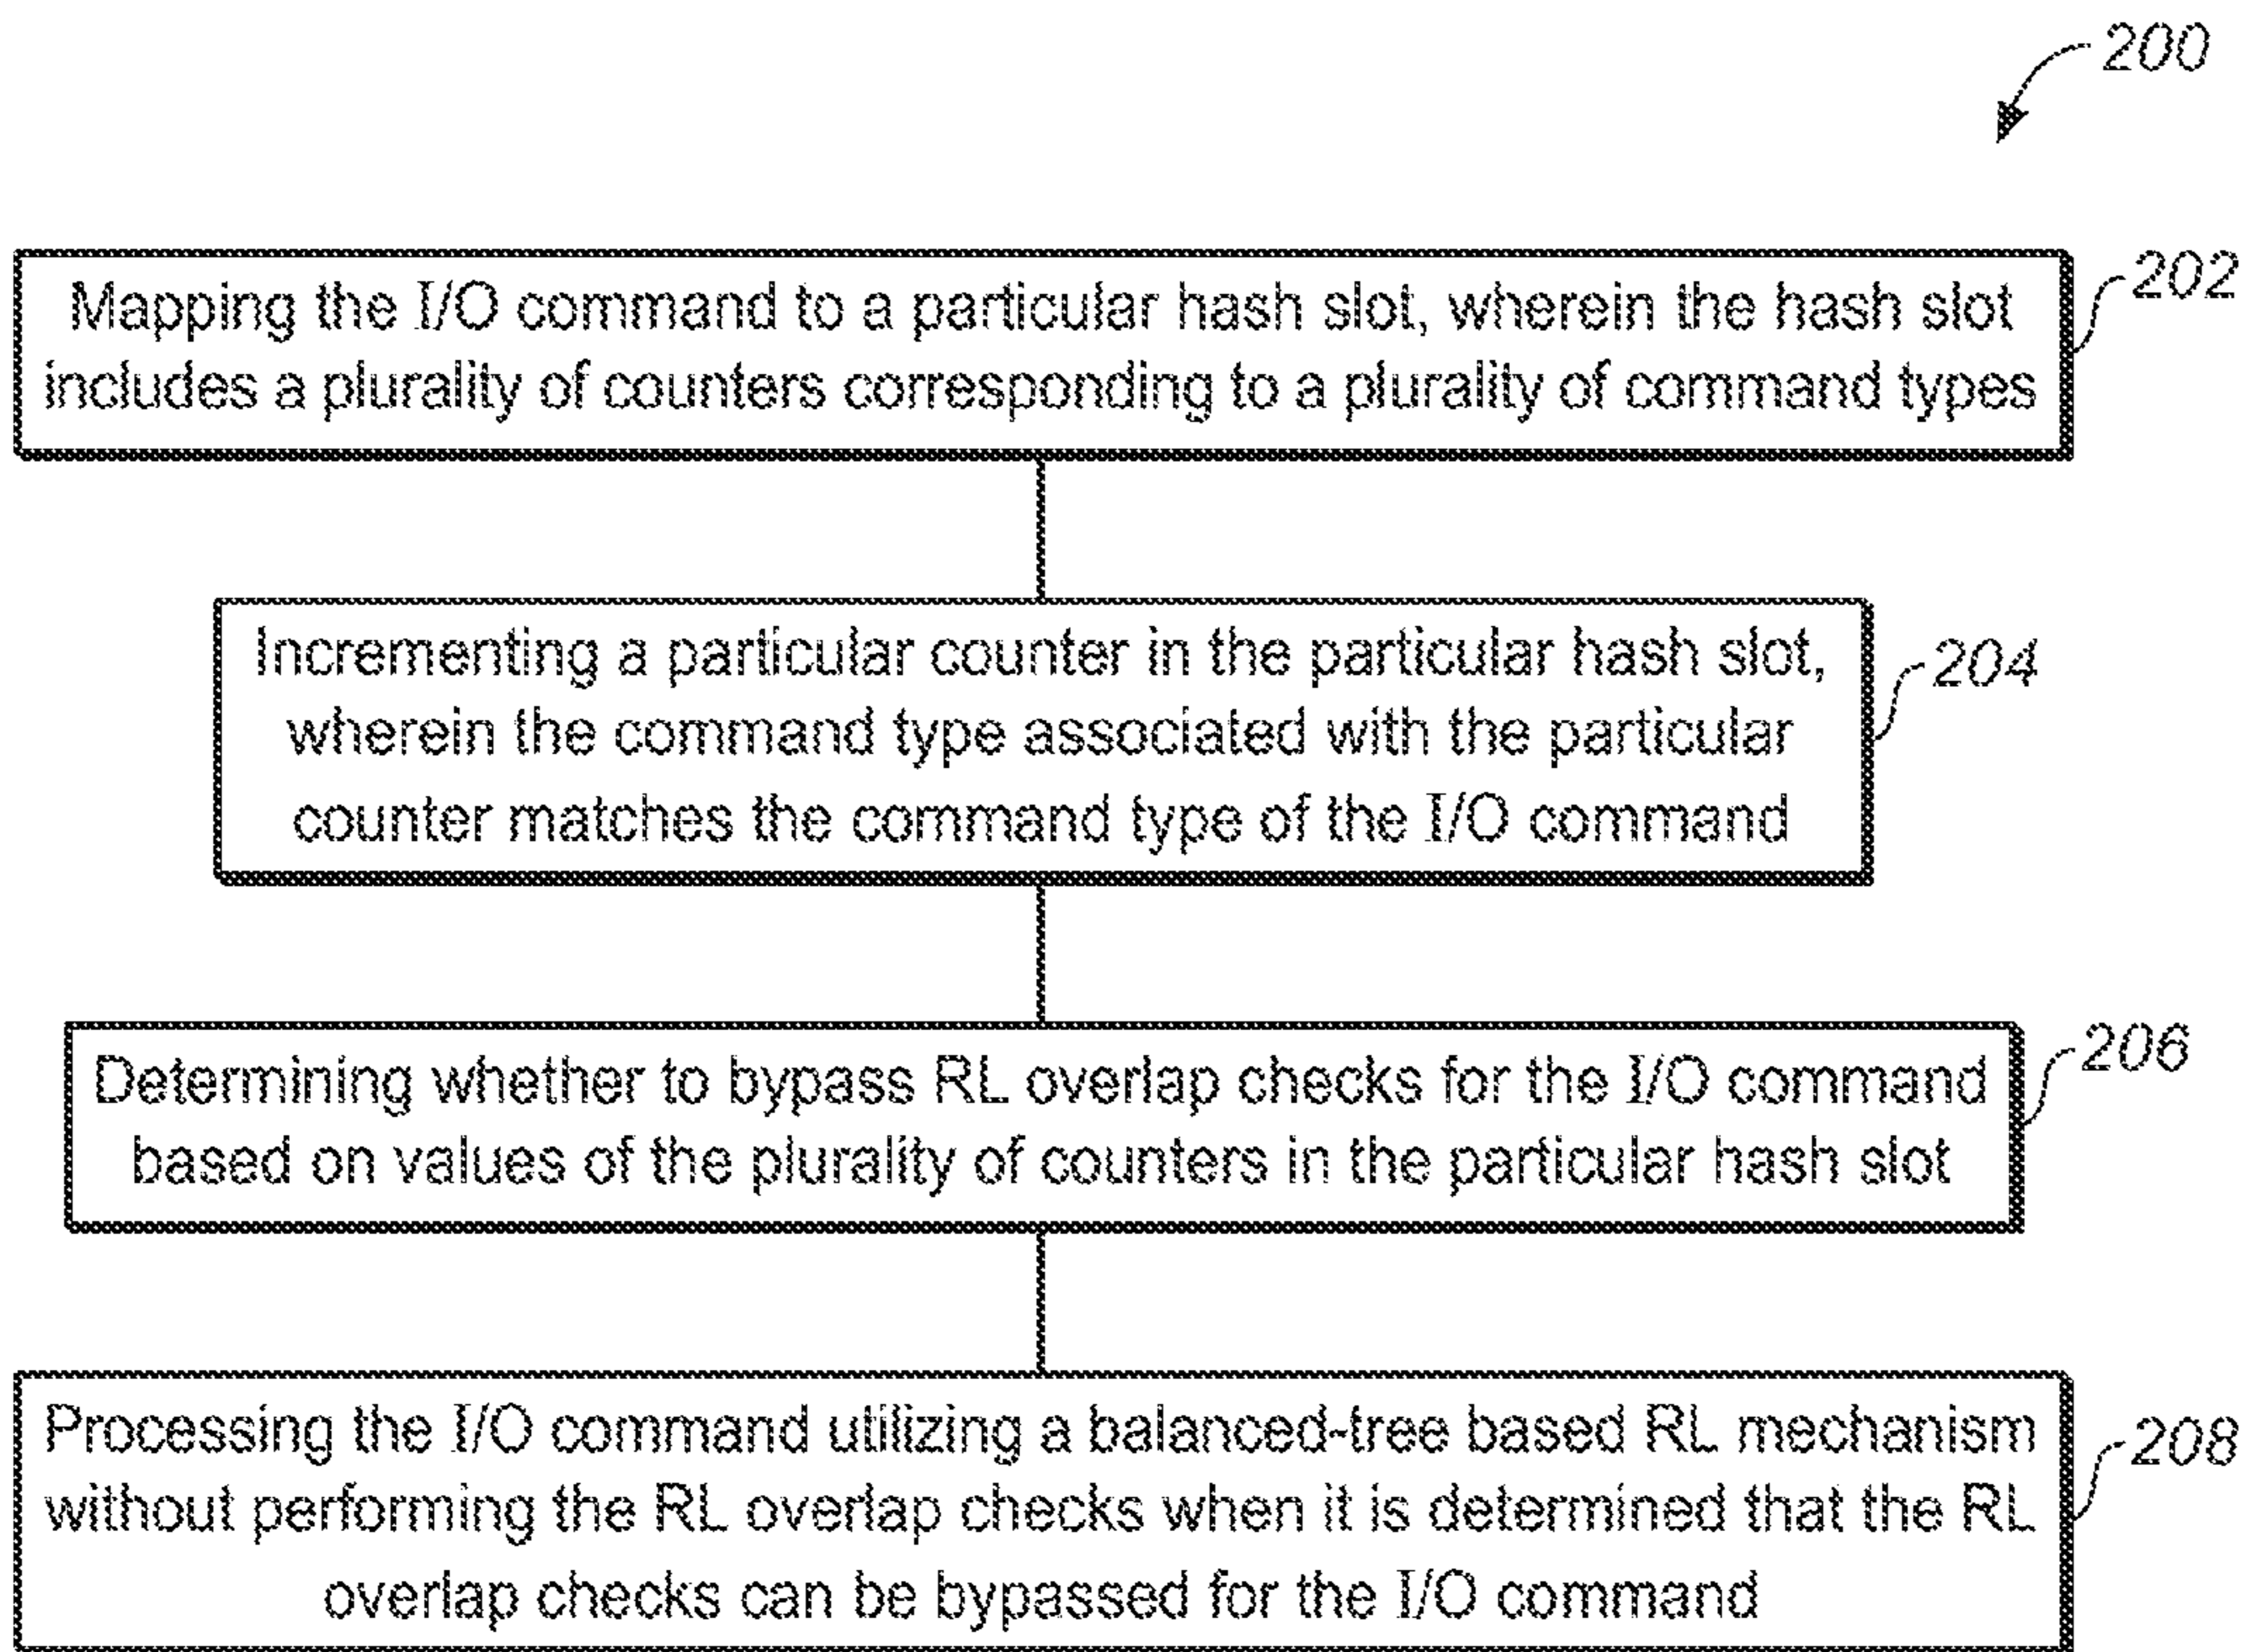 200
Mapping the I/O command to a particular hash slot, wherein the hash slot
includes a plurality of counters corresponding to a plurality of command types
202
Incrementing a particular counter in the particular hash slot,
wherein the command type associated with the particular
counter matches the command type of the I/O command
204
Determining whether to bypass RL overlap checks for the I/O command
based on values of the plurality of counters in the particular hash slot
206
Processing the I/O command utilizing a balanced-tree based RL mechanism
without performing the RL overlap checks when it is determined that the RL
overlap checks can be bypassed for the I/O command
208